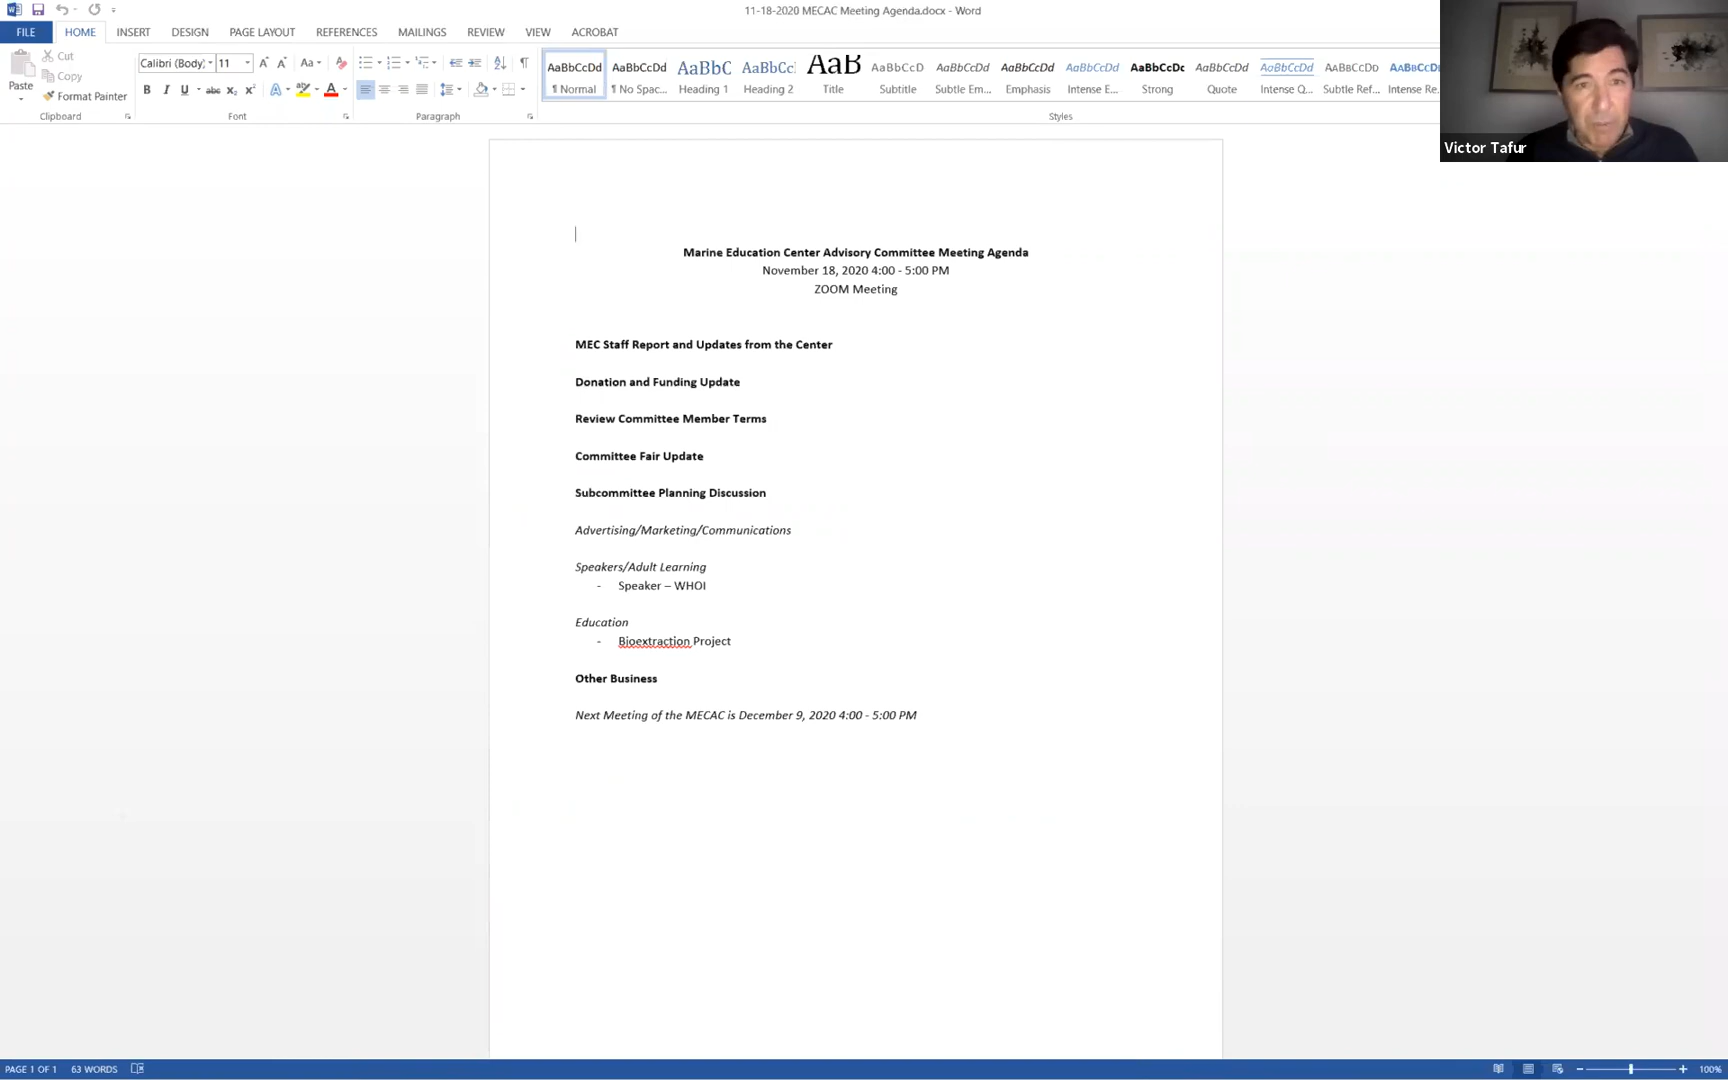 11-18-2020 MECAC Meeting Agenda.docx - Word
FILE HOME INSERT DESIGN PAGE LAYOUT REFERENCES MAILINGS REVIEW VIEW ACROBAT
Paste
Cut
Copy
Format Painter
Clipboard
Calibri (Body) 11
Font
Paragraph
AaBbCcDd AaBbCcDd AaBbC AaBbCc AaB AaBbCcD AaBbCcDd AaBbCcDd AaBbCcDd AaBbCcDc AaBbCcDd AaBbCcDd AaBbCcDd AaBbCcDd
¶ Normal ¶ No Spac... Heading 1 Heading 2 Title Subtitle Subtle Em... Emphasis Intense E... Strong Quote Intense Q... Subtle Ref... Intense Re...
Styles
Victor Tafur
Marine Education Center Advisory Committee Meeting Agenda
November 18, 2020 4:00 - 5:00 PM
ZOOM Meeting
MEC Staff Report and Updates from the Center
Donation and Funding Update
Review Committee Member Terms
Committee Fair Update
Subcommittee Planning Discussion
Advertising/Marketing/Communications
Speakers/Adult Learning
- Speaker – WHOI
Education
- Bioextraction Project
Other Business
Next Meeting of the MECAC is December 9, 2020 4:00 - 5:00 PM
PAGE 1 OF 1 63 WORDS
100%